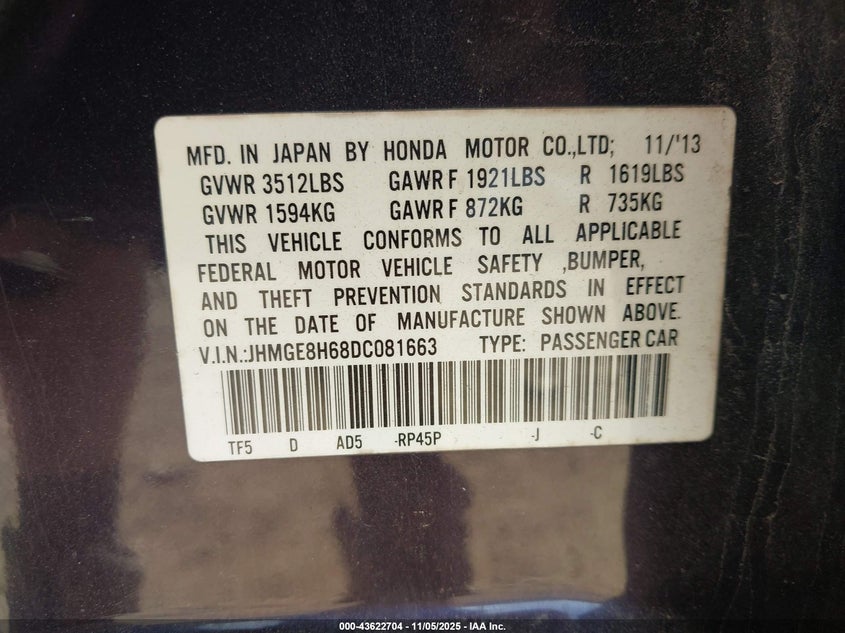 MFD. IN JAPAN BY HONDA MOTOR CO.,LTD; 11/'13
GVWR 3512LBS GAWR F 1921LBS R 1619LBS
GVWR 1594KG GAWR F 872KG R 735KG
THIS VEHICLE CONFORMS TO ALL APPLICABLE
FEDERAL MOTOR VEHICLE SAFETY ,BUMPER,
AND THEFT PREVENTION STANDARDS IN EFFECT
ON THE DATE OF MANUFACTURE SHOWN ABOVE.
V.I.N.:JHMGE8H68DC081663 TYPE: PASSENGER CAR
TF5 D AD5 -RP45P -J -C
000-43622704 - 11/05/2025 - IAA Inc.